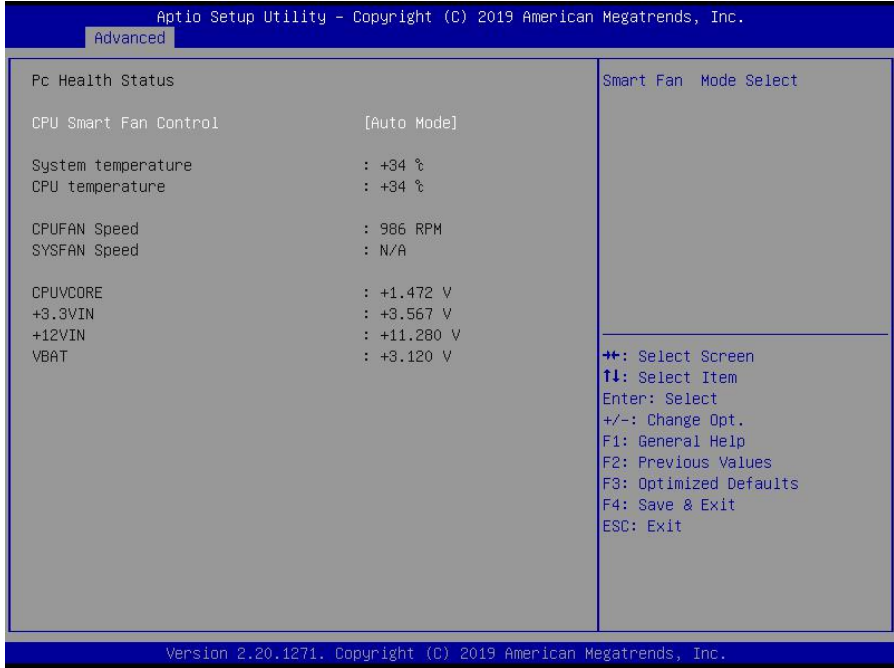 Aptio Setup Utility – Copyright (C) 2019 American Megatrends, Inc.
Advanced
Pc Health Status
CPU Smart Fan Control [Auto Mode]
System temperature : +34 ℃
CPU temperature : +34 ℃
CPUFAN Speed : 986 RPM
SYSFAN Speed : N/A
CPUVCORE : +1.472 V
+3.3VIN : +3.567 V
+12VIN : +11.280 V
VBAT : +3.120 V
Smart Fan Mode Select
→←: Select Screen
↑↓: Select Item
Enter: Select
+/-: Change Opt.
F1: General Help
F2: Previous Values
F3: Optimized Defaults
F4: Save & Exit
ESC: Exit
Version 2.20.1271. Copyright (C) 2019 American Megatrends, Inc.